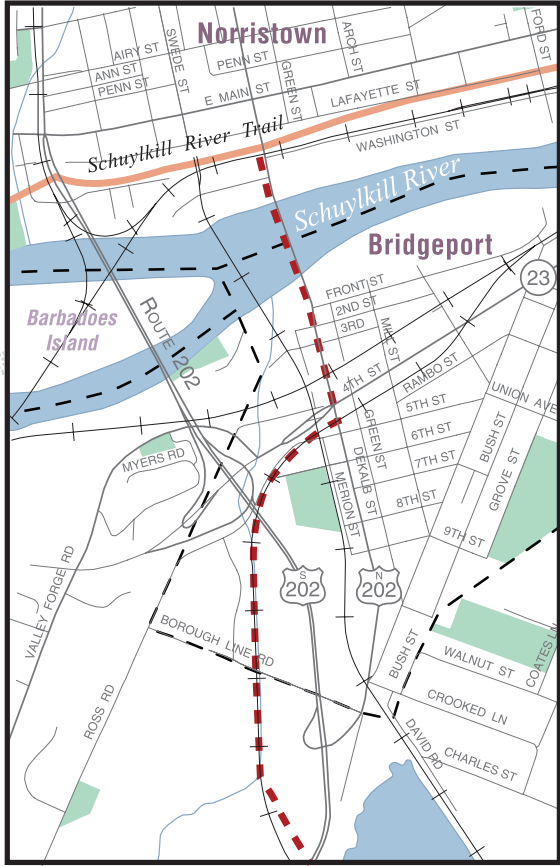 Norristown
AIRY ST
ANN ST
PENN ST
SWEDE ST
PENN ST
GREEN ST
ARCH ST
FORD ST
E MAIN ST
LAFAYETTE ST
Schuylkill River Trail
WASHINGTON ST
Schuylkill River
Bridgeport
23
Barbadoes
Island
ROUTE 202
FRONT ST
2ND ST
3RD
MILL ST
4TH ST
RAMBO ST
5TH ST
6TH ST
7TH ST
8TH ST
9TH ST
UNION AVE
BUSH ST
GROVE ST
GREEN ST
DEKALB ST
MERION ST
MYERS RD
S
202
N
202
VALLEY FORGE RD
BOROUGH LINE RD
ROSS RD
BUSH ST
WALNUT ST
COATES LN
CROOKED LN
DAVID RD
CHARLES ST